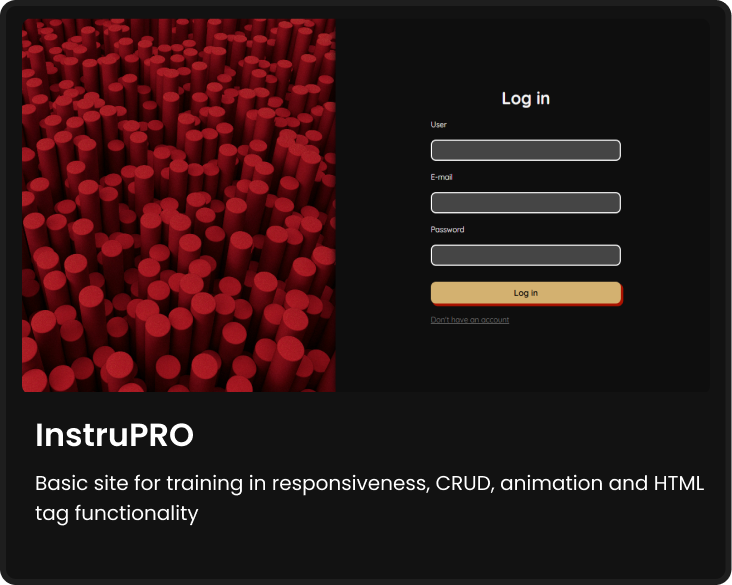 Log in
User
E-mail
Password
Log in
Don't have an account
InstruPRO
Basic site for training in responsiveness, CRUD, animation and HTML
tag functionality